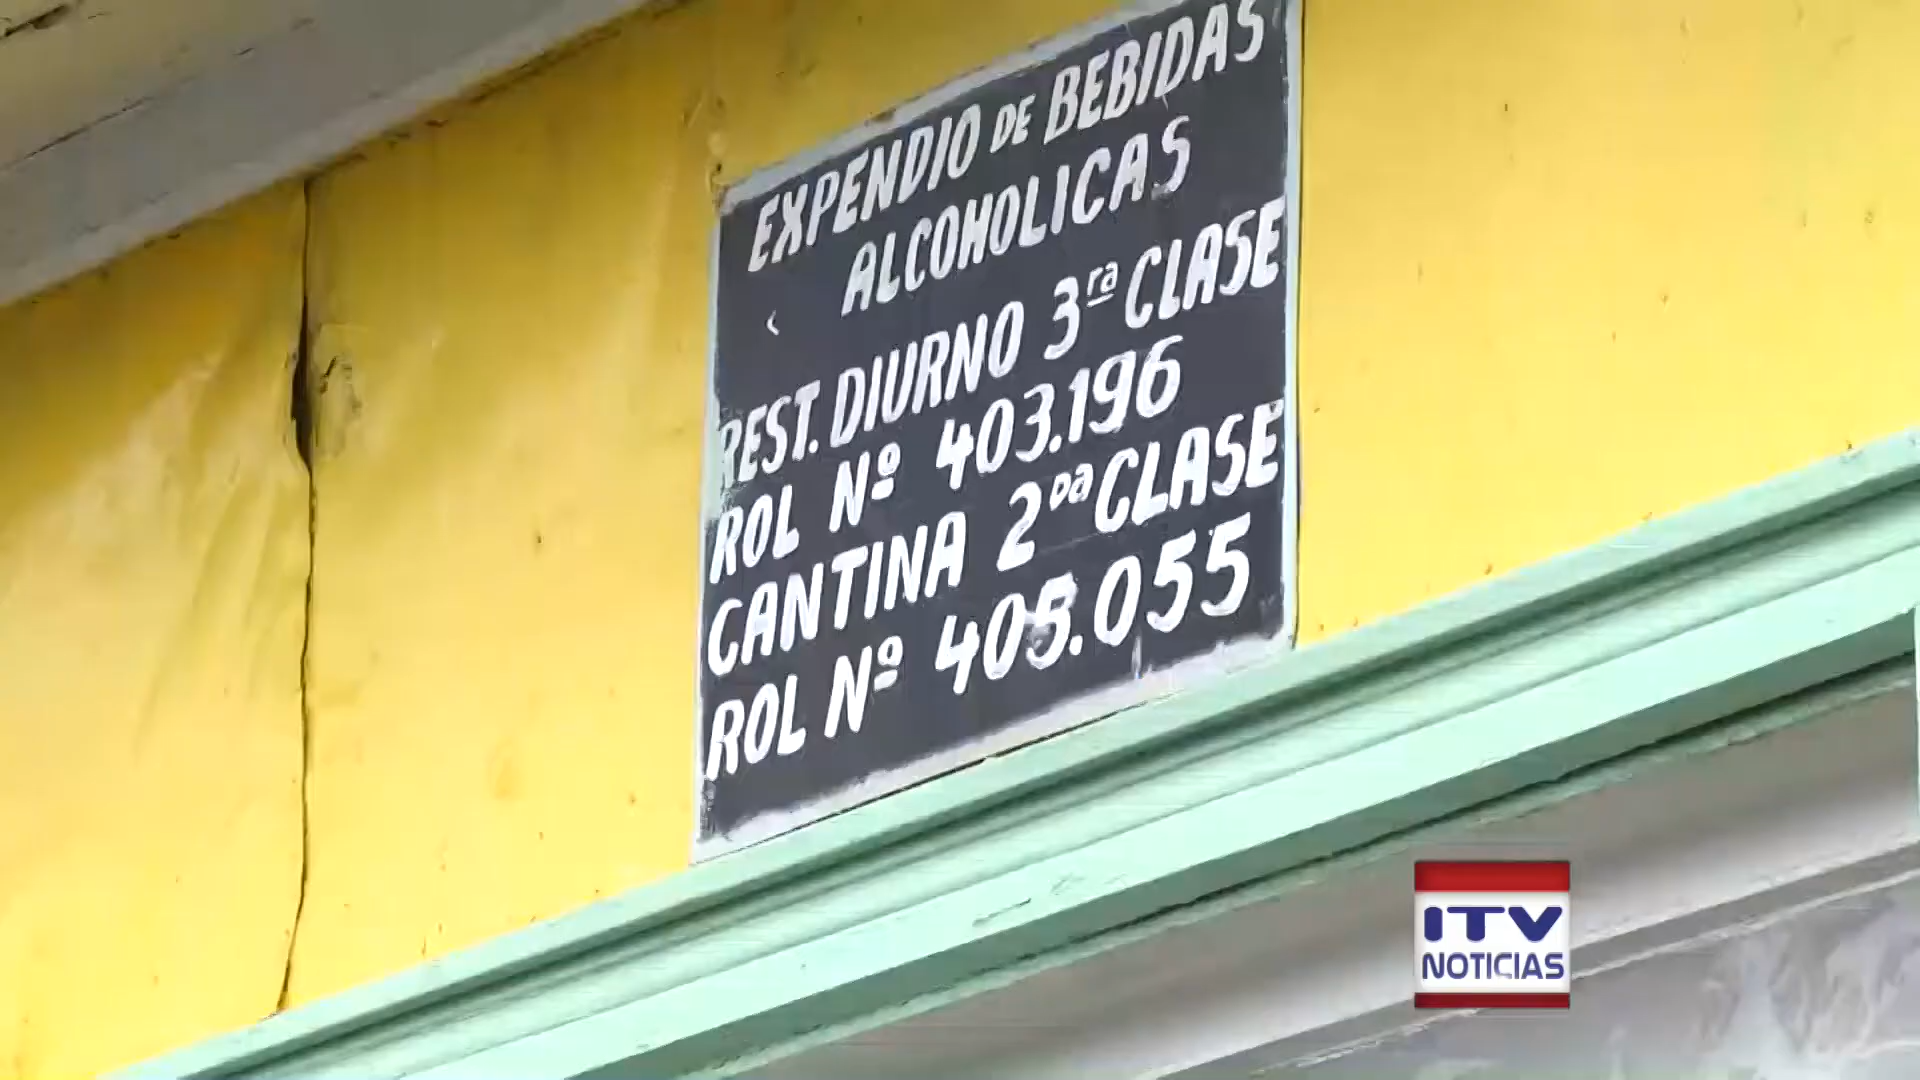 EXPENDIO DE BEBIDAS
ALCOHOLICAS
REST. DIURNO 3ra CLASE
ROL Nº 403.196
CANTINA 2DA CLASE
ROL Nº 405.055
ITV
NOTICIAS